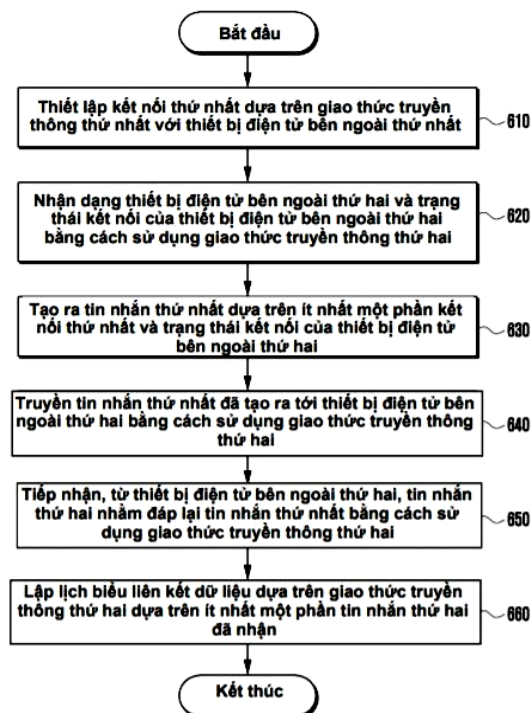 Bắt đầu
Thiết lập kết nối thứ nhất dựa trên giao thức truyền
thông thứ nhất với thiết bị điện tử bên ngoài thứ nhất
610
Nhận dạng thiết bị điện tử bên ngoài thứ hai và trạng
thái kết nối của thiết bị điện tử bên ngoài thứ hai
bằng cách sử dụng giao thức truyền thông thứ hai
620
Tạo ra tin nhắn thứ nhất dựa trên ít nhất một phần kết
nối thứ nhất và trạng thái kết nối của thiết bị điện tử
bên ngoài thứ hai
630
Truyền tin nhắn thứ nhất đã tạo ra tới thiết bị điện tử bên
ngoài thứ hai bằng cách sử dụng giao thức truyền thông
thứ hai
640
Tiếp nhận, từ thiết bị điện tử bên ngoài thứ hai, tin nhắn
thứ hai nhằm đáp lại tin nhắn thứ nhất bằng cách sử
dụng giao thức truyền thông thứ hai
650
Lập lịch biểu liên kết dữ liệu dựa trên giao thức truyền
thông thứ hai dựa trên ít nhất một phần tin nhắn thứ hai
đã nhận
660
Kết thúc